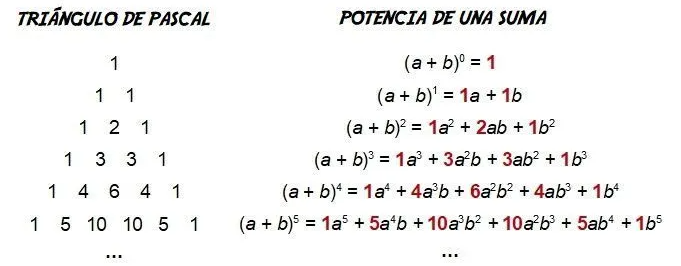 TRIÁNGULO DE PASCAL POTENCIA DE UNA SUMA
1 (a + b)⁰ = 1
1 1 (a + b)¹ = 1a + 1b
1 2 1 (a + b)² = 1a² + 2ab + 1b²
1 3 3 1 (a + b)³ = 1a³ + 3a²b + 3ab² + 1b³
1 4 6 4 1 (a + b)⁴ = 1a⁴ + 4a³b + 6a²b² + 4ab³ + 1b⁴
1 5 10 10 5 1 (a + b)⁵ = 1a⁵ + 5a⁴b + 10a³b² + 10a²b³ + 5ab⁴ + 1b⁵
... ...